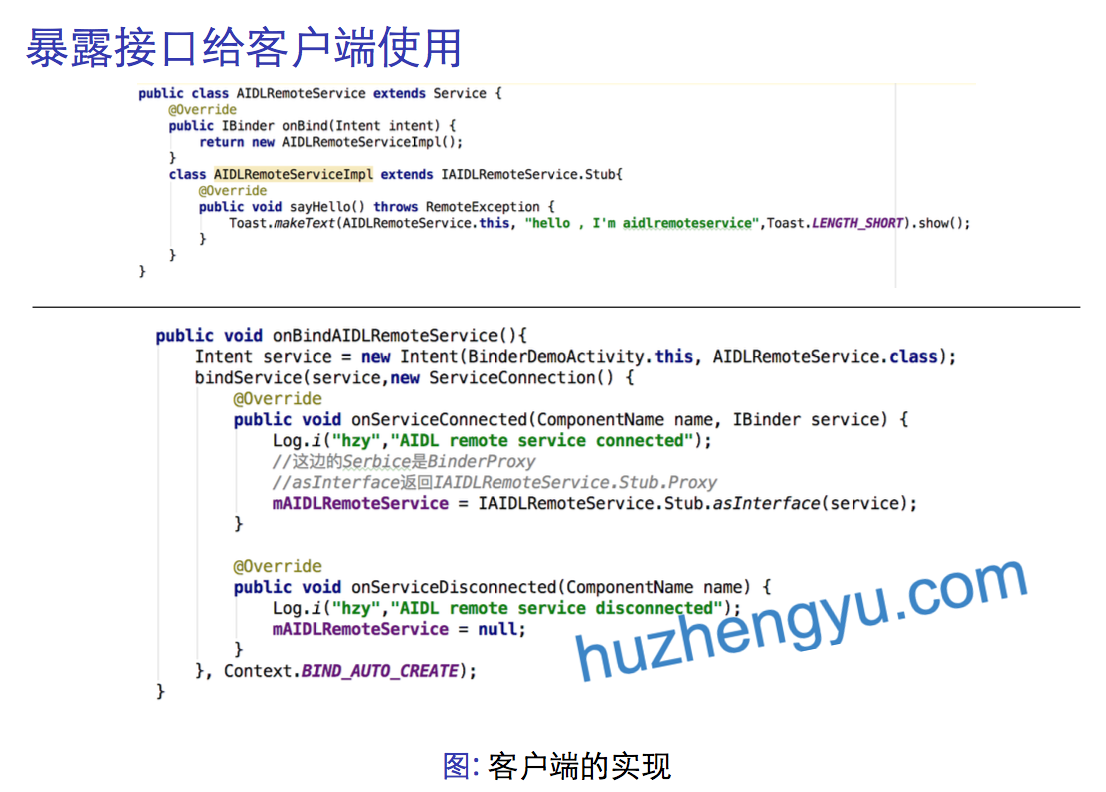 暴露接口给客户端使用
public class AIDLRemoteService extends Service {
@Override
public IBinder onBind(Intent intent) {
return new AIDLRemoteServiceImpl();
}
class AIDLRemoteServiceImpl extends IAIDLRemoteService.Stub{
@Override
public void sayHello() throws RemoteException {
Toast.makeText(AIDLRemoteService.this, "hello , I'm aidlremoteservice",Toast.LENGTH_SHORT).show();
}
}
}
public void onBindAIDLRemoteService(){
Intent service = new Intent(BinderDemoActivity.this, AIDLRemoteService.class);
bindService(service,new ServiceConnection() {
@Override
public void onServiceConnected(ComponentName name, IBinder service) {
Log.i("hzy","AIDL remote service connected");
//这边的Serbice是BinderProxy
//asInterface返回IAIDLRemoteService.Stub.Proxy
mAIDLRemoteService = IAIDLRemoteService.Stub.asInterface(service);
}
@Override
public void onServiceDisconnected(ComponentName name) {
Log.i("hzy","AIDL remote service disconnected");
mAIDLRemoteService = null;
}
}, Context.BIND_AUTO_CREATE);
}
huzhengyu.com
图: 客户端的实现